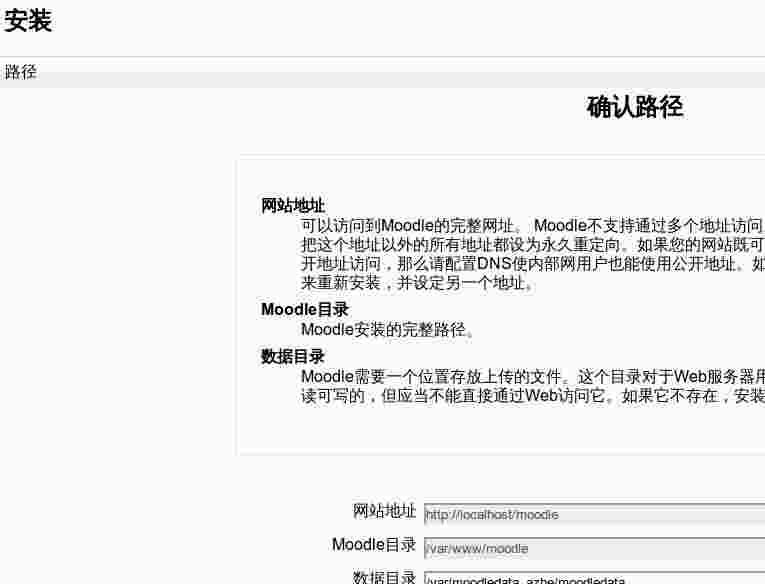 安装
路径
确认路径
网站地址
可以访问到Moodle的完整网址。 Moodle不支持通过多个地址访问
把这个地址以外的所有地址都设为永久重定向。如果您的网站既可
开地址访问，那么请配置DNS使内部网用户也能使用公开地址。如
来重新安装，并设定另一个地址。
Moodle目录
Moodle安装的完整路径。
数据目录
Moodle需要一个位置存放上传的文件。这个目录对于Web服务器用
读可写的，但应当不能直接通过Web访问它。如果它不存在，安装
网站地址 http://localhost/moodle
Moodle目录 /var/www/moodle
数据目录 /var/moodledata_azhe/moodledata